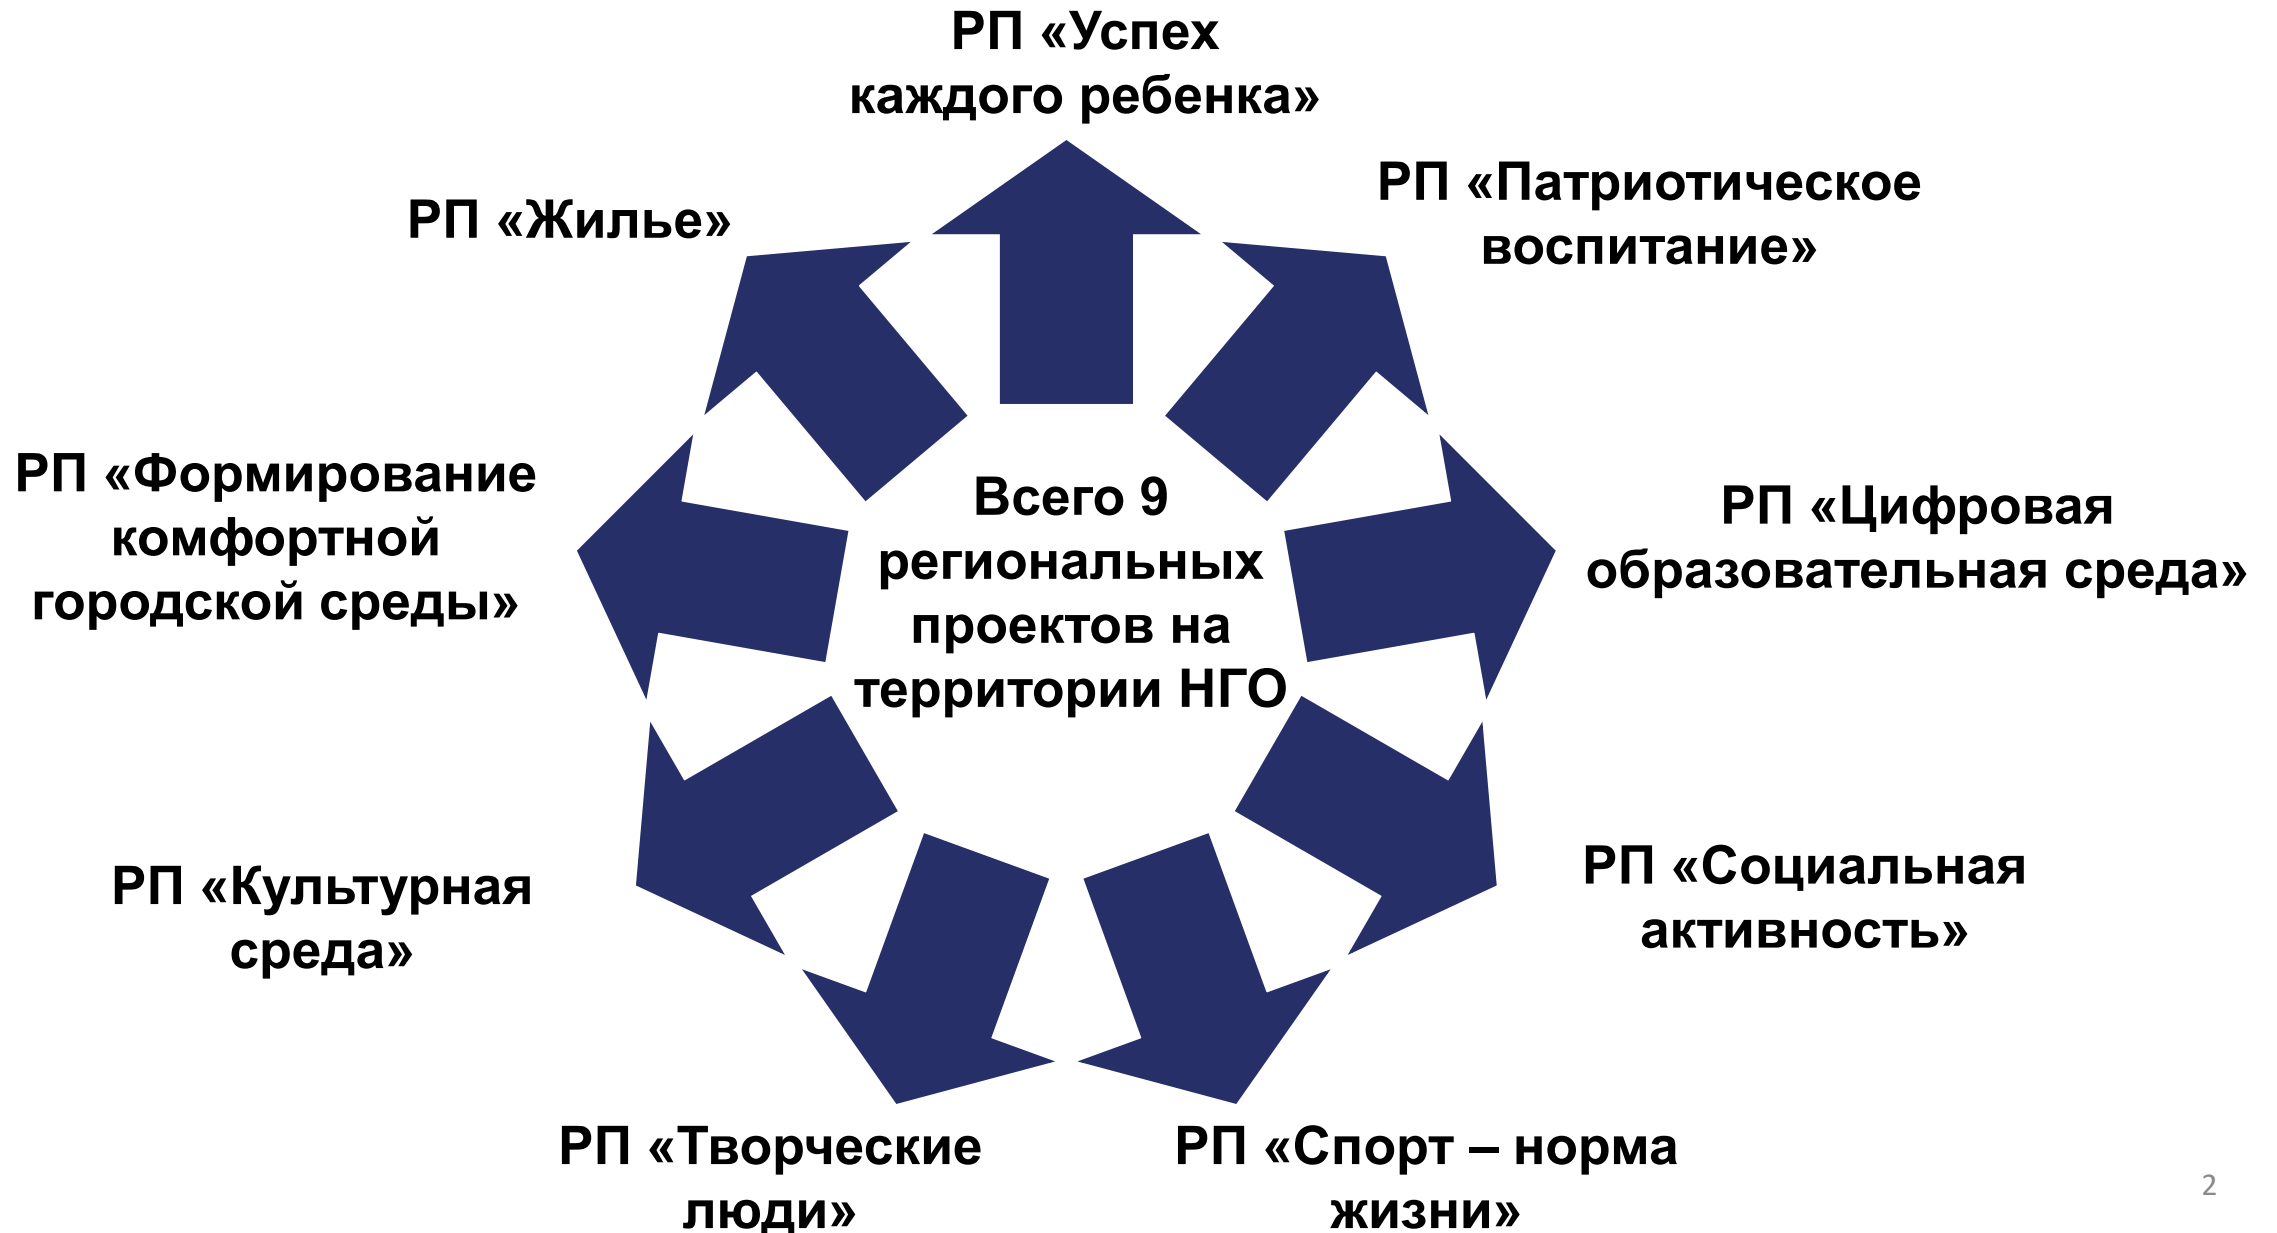 РП «Успех
каждого ребенка»
РП «Патриотическое
воспитание»
РП «Жилье»
РП «Формирование
комфортной
городской среды»
Всего 9
региональных
проектов на
территории НГО
РП «Цифровая
образовательная среда»
РП «Культурная
среда»
РП «Социальная
активность»
РП «Творческие
люди»
РП «Спорт – норма
жизни»
2